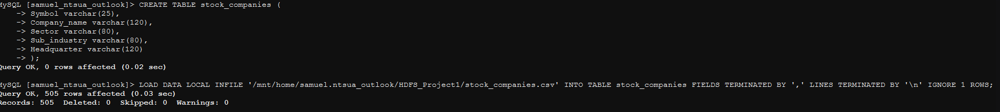 MySQL [samuel_ntsua_outlook]> CREATE TABLE stock_companies (
    -> Symbol varchar(25),
    -> Company_name varchar(120),
    -> Sector varchar(80),
    -> Sub_industry varchar(80),
    -> Headquarter varchar(120)
    -> );
Query OK, 0 rows affected (0.02 sec)
MySQL [samuel_ntsua_outlook]> LOAD DATA LOCAL INFILE '/mnt/home/samuel.ntsua_outlook/HDFS_Project1/stock_companies.csv' INTO TABLE stock_companies FIELDS TERMINATED BY ',' LINES TERMINATED BY '\n' IGNORE 1 ROWS;
Query OK, 505 rows affected (0.03 sec)
Records: 505  Deleted: 0  Skipped: 0  Warnings: 0